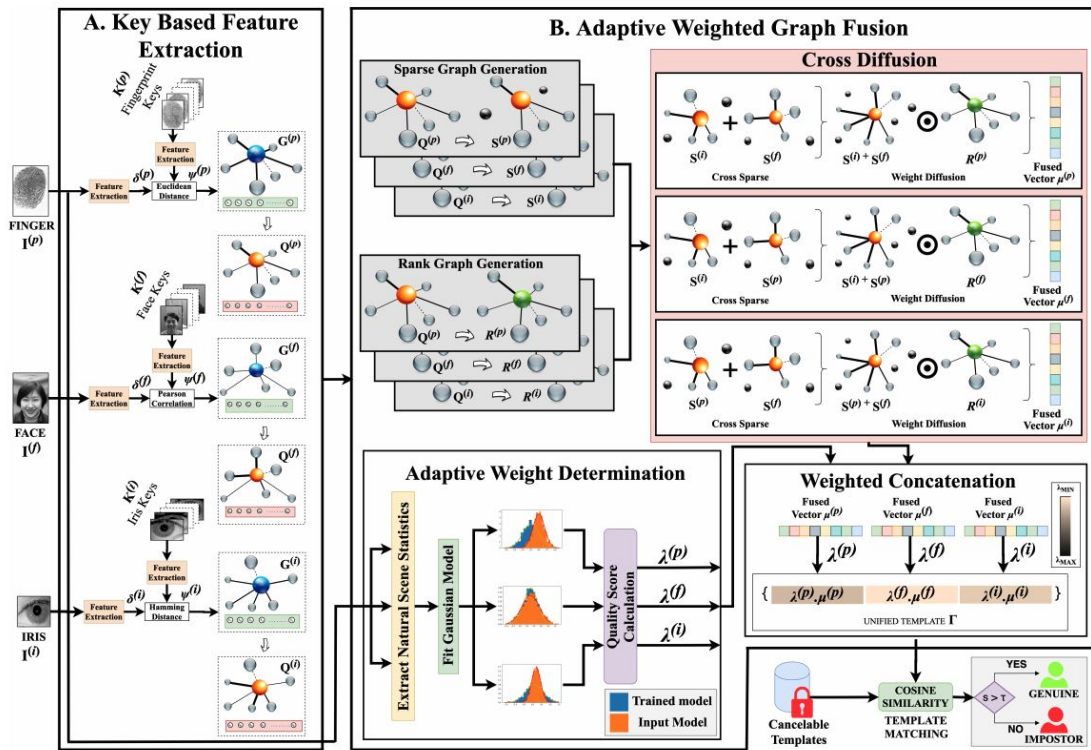 A. Key Based Feature
Extraction
K(p)
Fingerprint
Keys
Feature
Extraction
G(p)
δ(p)
ψ(p)
Feature
Extraction
Euclidean
Distance
FINGER
I(p)
Q(p)
K(f)
Face Keys
Feature
Extraction
G(f)
δ(f)
ψ(f)
Feature
Extraction
Pearson
Correlation
FACE
I(f)
Q(f)
K(i)
Iris Keys
Feature
Extraction
G(i)
δ(i)
ψ(i)
Feature
Extraction
Hamming
Distance
IRIS
I(i)
Q(i)
B. Adaptive Weighted Graph Fusion
Sparse Graph Generation
Q(p) S(p)
Q(f) S(f)
Q(i) S(i)
Rank Graph Generation
Q(p) R(p)
Q(f) R(f)
Q(i) R(i)
Cross Diffusion
S(i) + S(f) S(i) + S(f) R(p)
Cross Sparse Weight Diffusion
Fused
Vector μ(p)
S(i) + S(p) S(i) + S(p) R(f)
Cross Sparse Weight Diffusion
Fused
Vector μ(f)
S(p) + S(f) S(p) + S(f) R(i)
Cross Sparse Weight Diffusion
Fused
Vector μ(i)
Adaptive Weight Determination
Extract Natural Scene Statistics
Fit Gaussian Model
Quality Score
Calculation
λ(p)
λ(f)
λ(i)
Trained model
Input Model
Weighted Concatenation
Fused
Vector μ(p)
Fused
Vector μ(f)
Fused
Vector μ(i)
λMIN
λMAX
λ(p) λ(f) λ(i)
{ λ(p).μ(p) λ(f).μ(f) λ(i).μ(i) }
UNIFIED TEMPLATE Γ
Cancelable
Templates
COSINE
SIMILARITY
TEMPLATE
MATCHING
S > T
YES
GENUINE
NO
IMPOSTOR